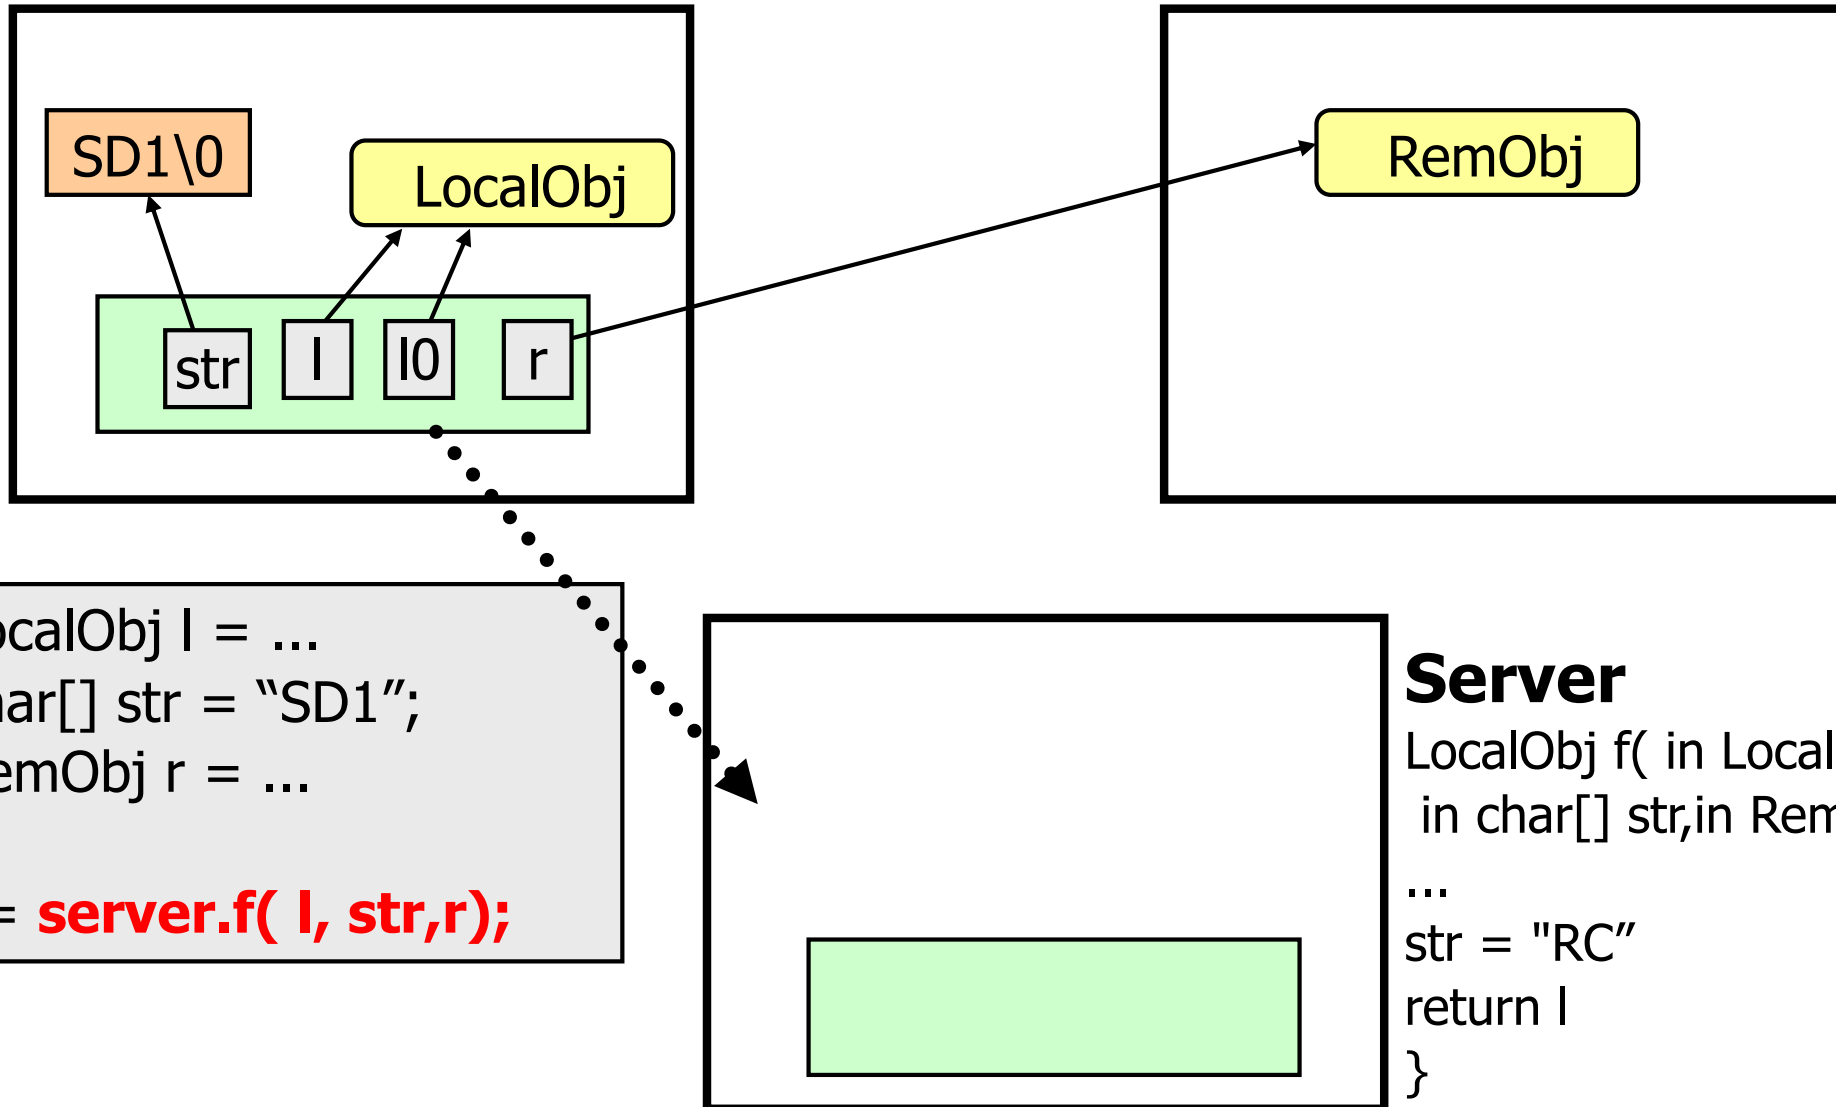 SD1\0
LocalObj
RemObj
str l l0 r
ocalObj l = ...
ar[] str = “SD1”;
emObj r = ...
= server.f( l, str,r);
Server
LocalObj f( in Local
in char[] str,in Rem
...
str = "RC”
return l
}